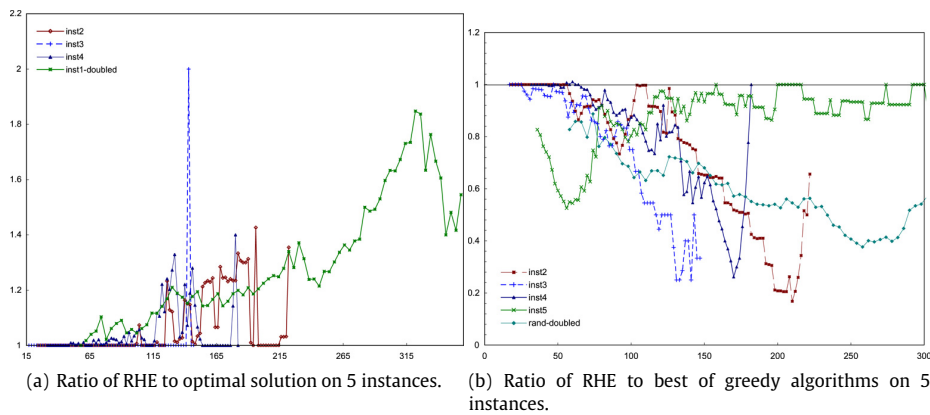 2.2
2
1.8
1.6
1.4
1.2
1
inst2
inst3
inst4
inst1-doubled
15 65 115 165 215 265 315
(a) Ratio of RHE to optimal solution on 5 instances.
1.2
1
0.8
0.6
0.4
0.2
0
inst2
inst3
inst4
inst5
rand-doubled
0 50 100 150 200 250 300
(b) Ratio of RHE to best of greedy algorithms on 5
instances.